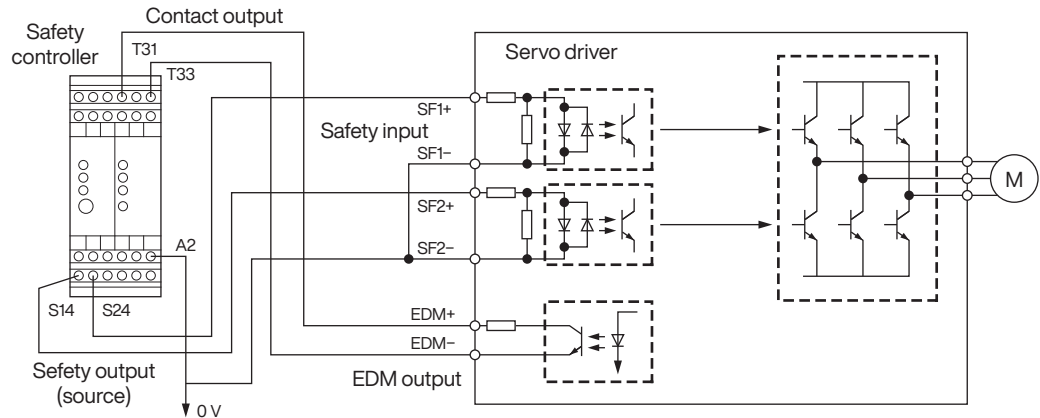 Contact output
Safety
controller
T31
T33
Servo driver
SF1+
Safety input
SF1−
SF2+
SF2−
M
A2
S14
S24
EDM+
EDM−
Sefety output
(source)
EDM output
0 V